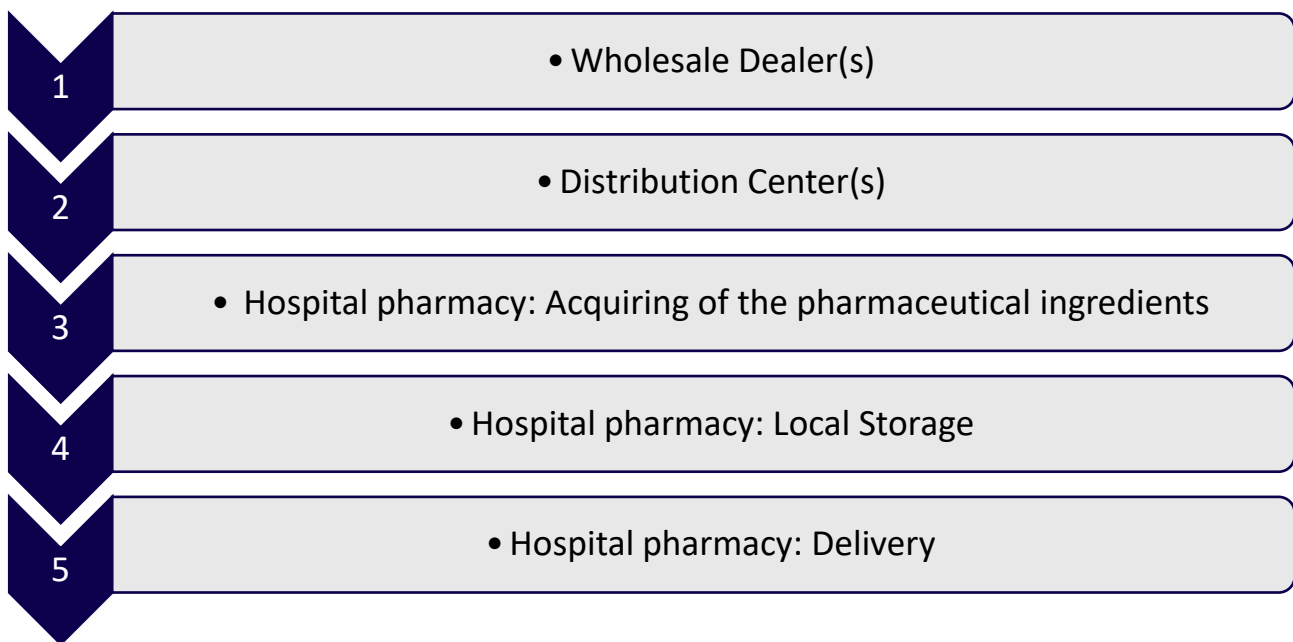 1
• Wholesale Dealer(s)
2
• Distribution Center(s)
3
• Hospital pharmacy: Acquiring of the pharmaceutical ingredients
4
• Hospital pharmacy: Local Storage
5
• Hospital pharmacy: Delivery